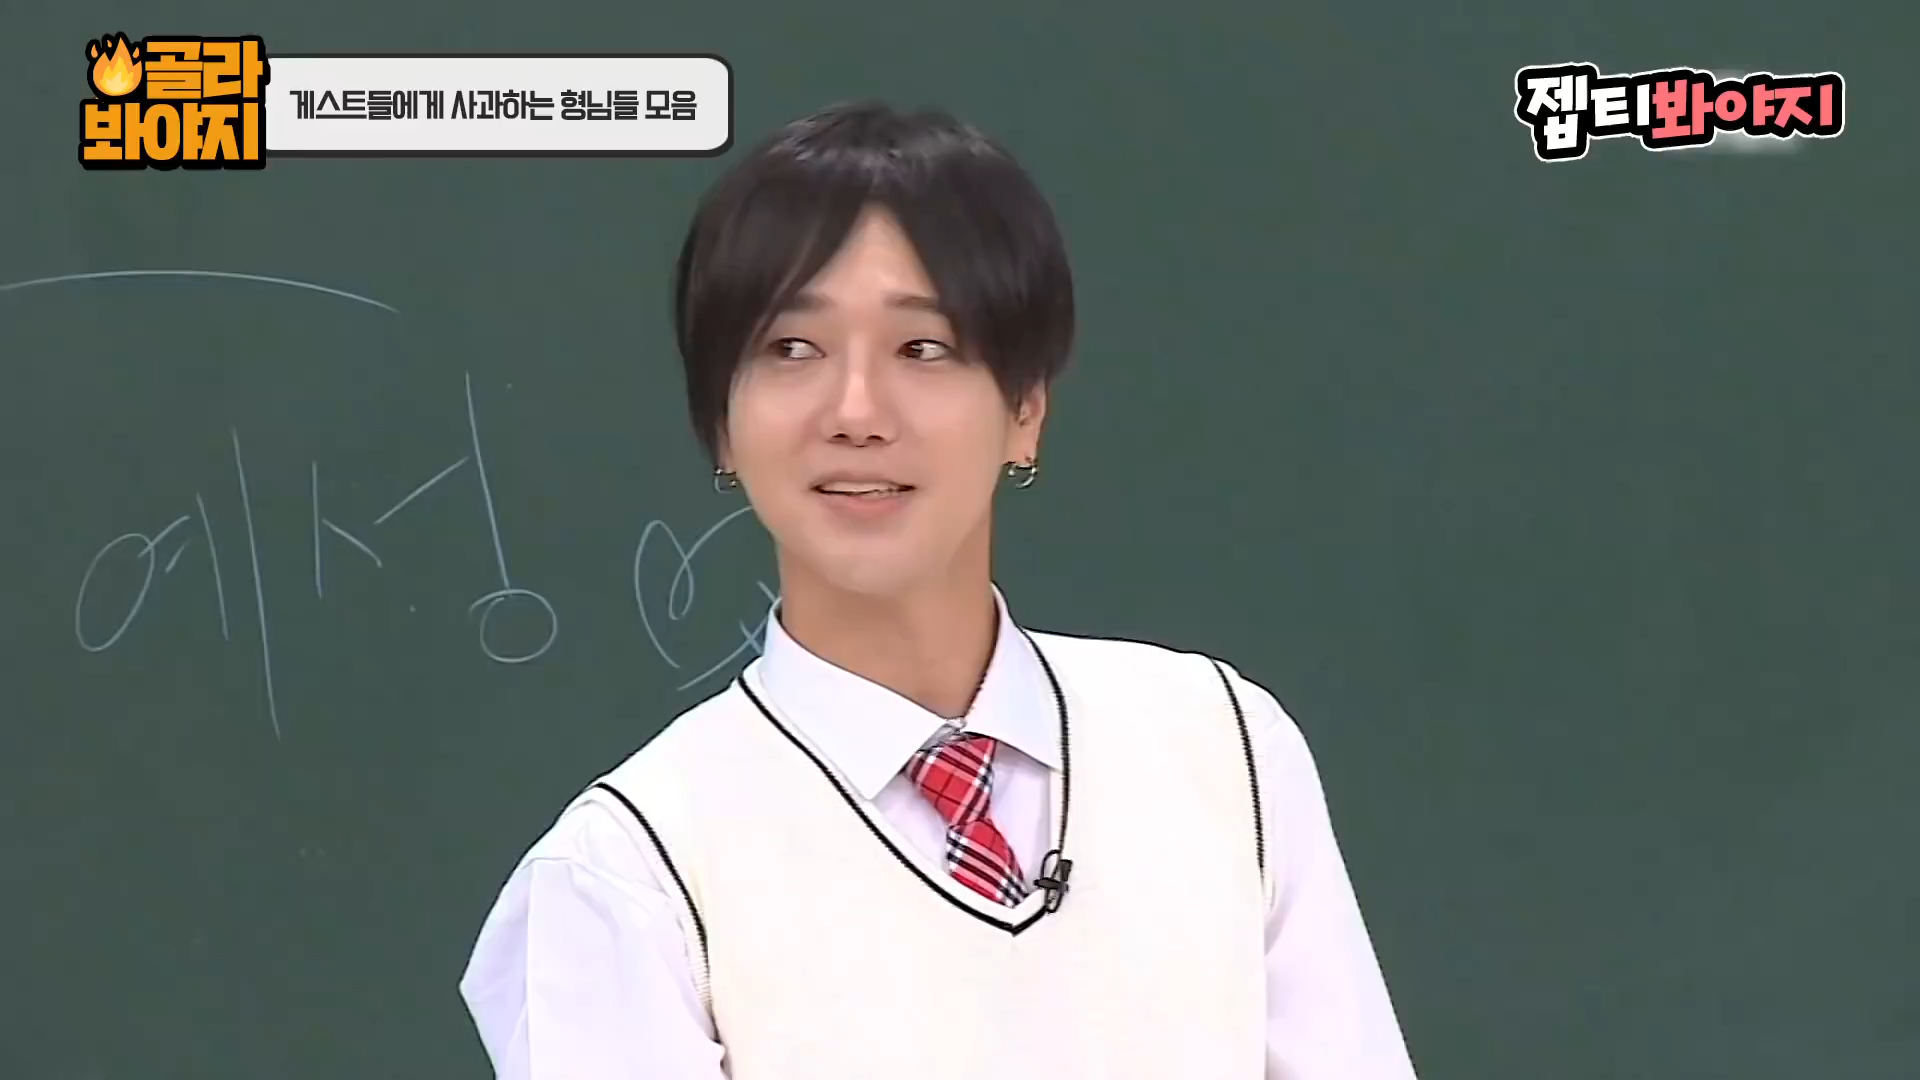 골라
봐야지
게스트들에게 사과하는 형님들 모음
젭티봐야지
예성